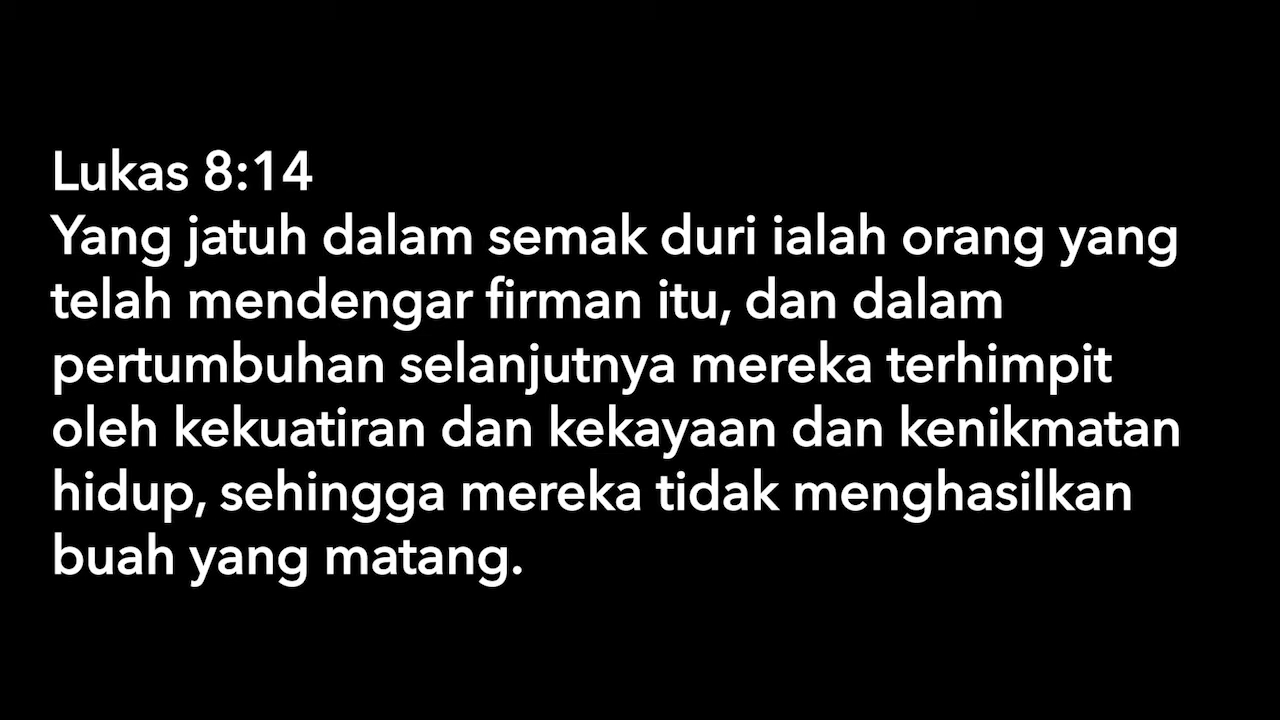 Lukas 8:14
Yang jatuh dalam semak duri ialah orang yang
telah mendengar firman itu, dan dalam
pertumbuhan selanjutnya mereka terhimpit
oleh kekuatiran dan kekayaan dan kenikmatan
hidup, sehingga mereka tidak menghasilkan
buah yang matang.